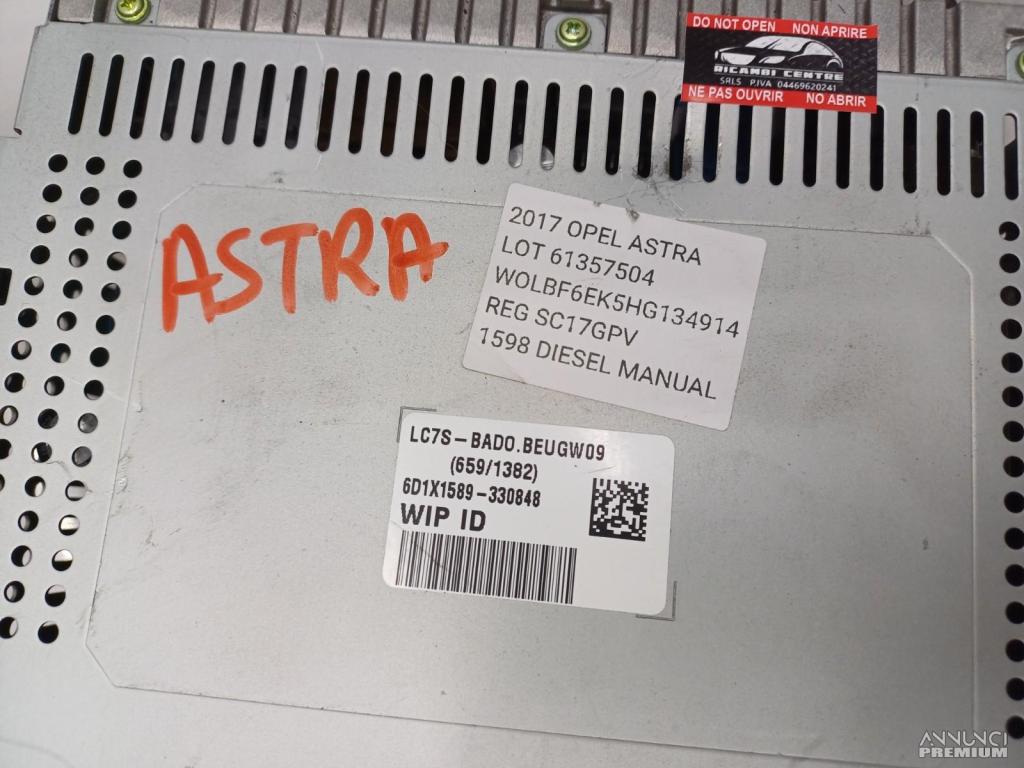 DO NOT OPEN NON APRIRE
RICAMBI CENTRE
SRLS P.IVA 04469620241
NE PAS OUVRIR NO ABRIR
ASTRA
2017 OPEL ASTRA
LOT 61357504
WOLBF6EK5HG134914
REG SC17GPV
1598 DIESEL MANUAL
LC7S-BADO.BEUGW09
(659/1382)
6D1X1589-330848
WIP ID
ANNUNCI
PREMIUM